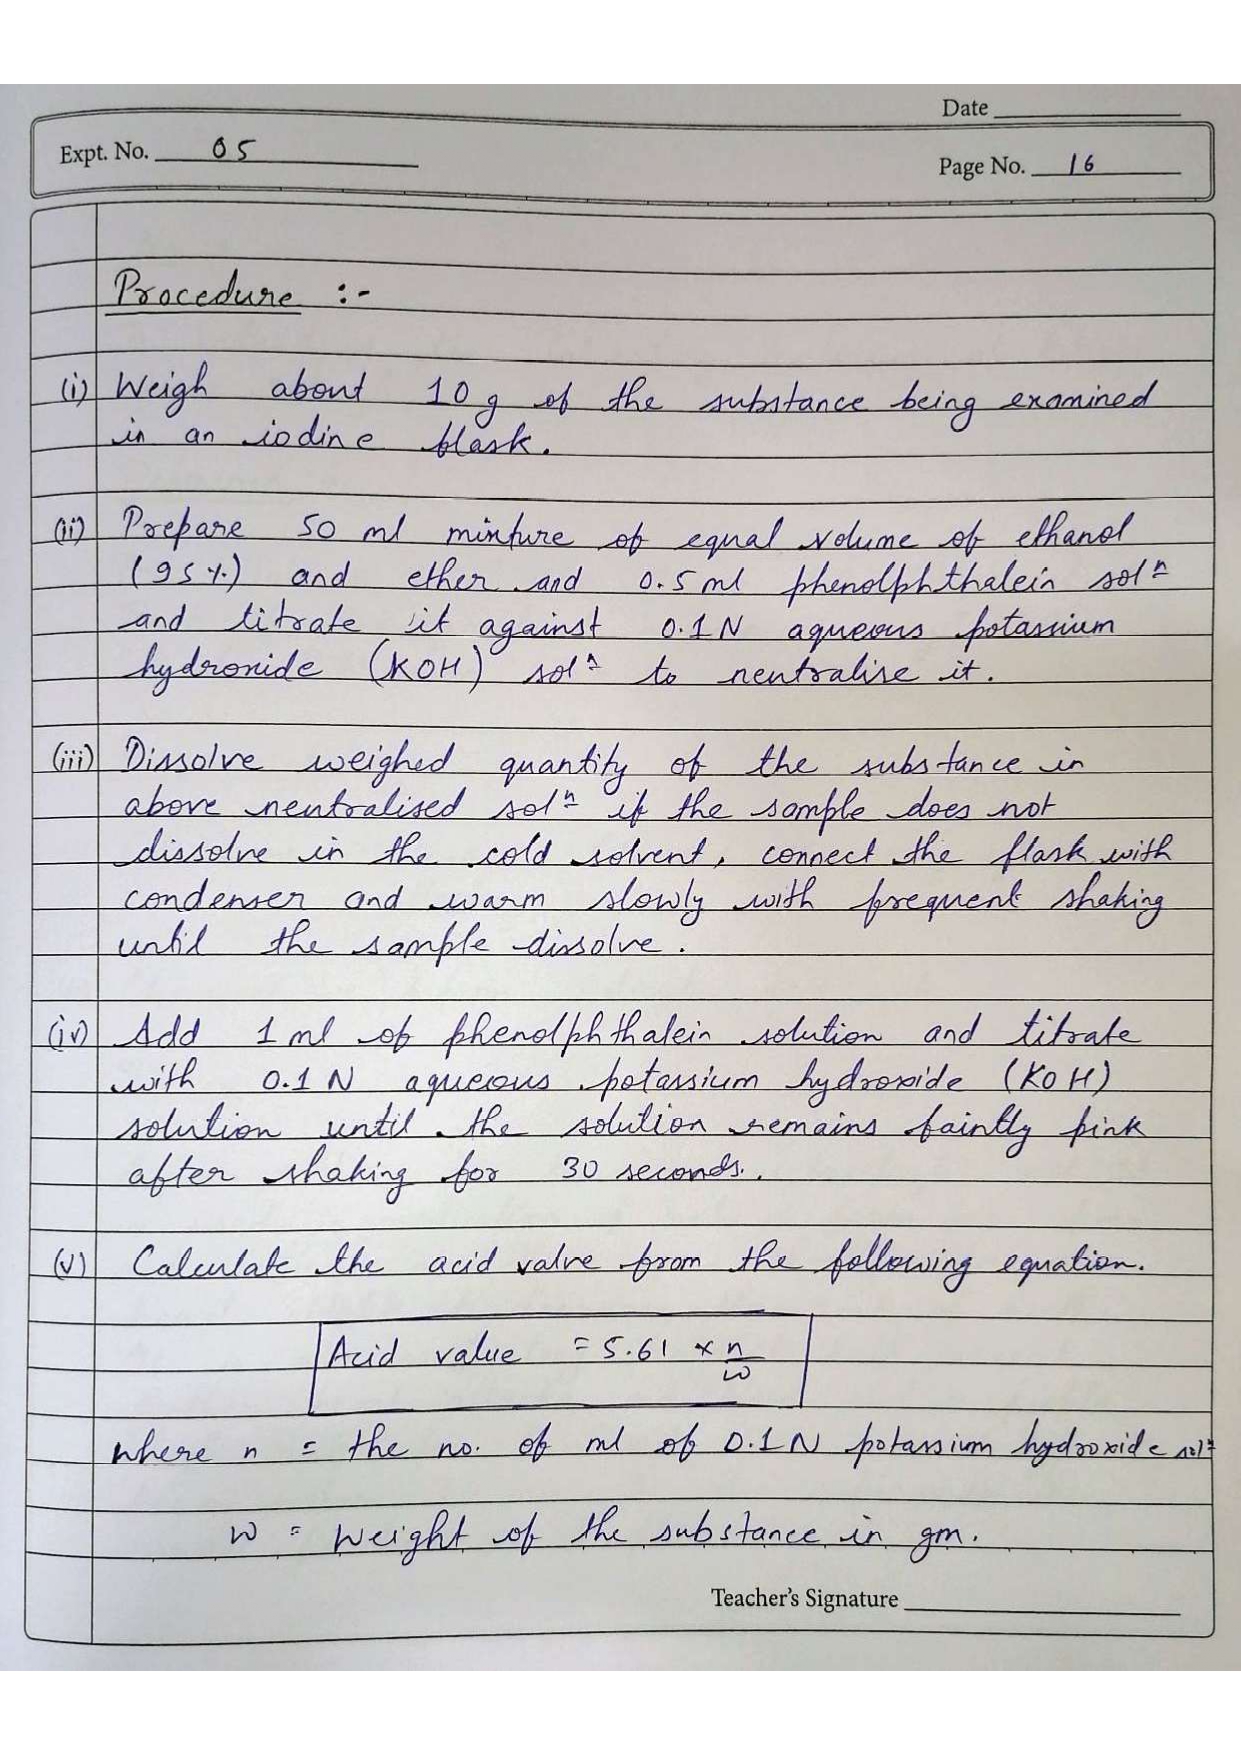 Date
Expt. No. 05
Page No. 16
Procedure :-
(i) Weigh about 10 g of the substance being examined
in an iodine flask.
(ii) Prepare 50 ml mixture of equal volume of ethanol
(95%) and ether and 0.5 ml phenolphthalein solⁿ
and titrate it against 0.1 N aqueous potassium
hydroxide (KOH) solⁿ to neutralise it.
(iii) Dissolve weighed quantity of the substance in
above neutralised solⁿ if the sample does not
dissolve in the cold solvent, connect the flask with
condenser and warm slowly with frequent shaking
until the sample dissolve.
(iv) Add 1 ml of phenolphthalein solution and titrate
with 0.1 N aqueous potassium hydroxide (KOH)
solution until the solution remains faintly pink
after shaking for 30 seconds.
(v) Calculate the acid value from the following equation.
Acid value = 5.61 × n/w
where n = the no. of ml of 0.1 N potassium hydroxide solⁿ
w = weight of the substance in gm.
Teacher's Signature